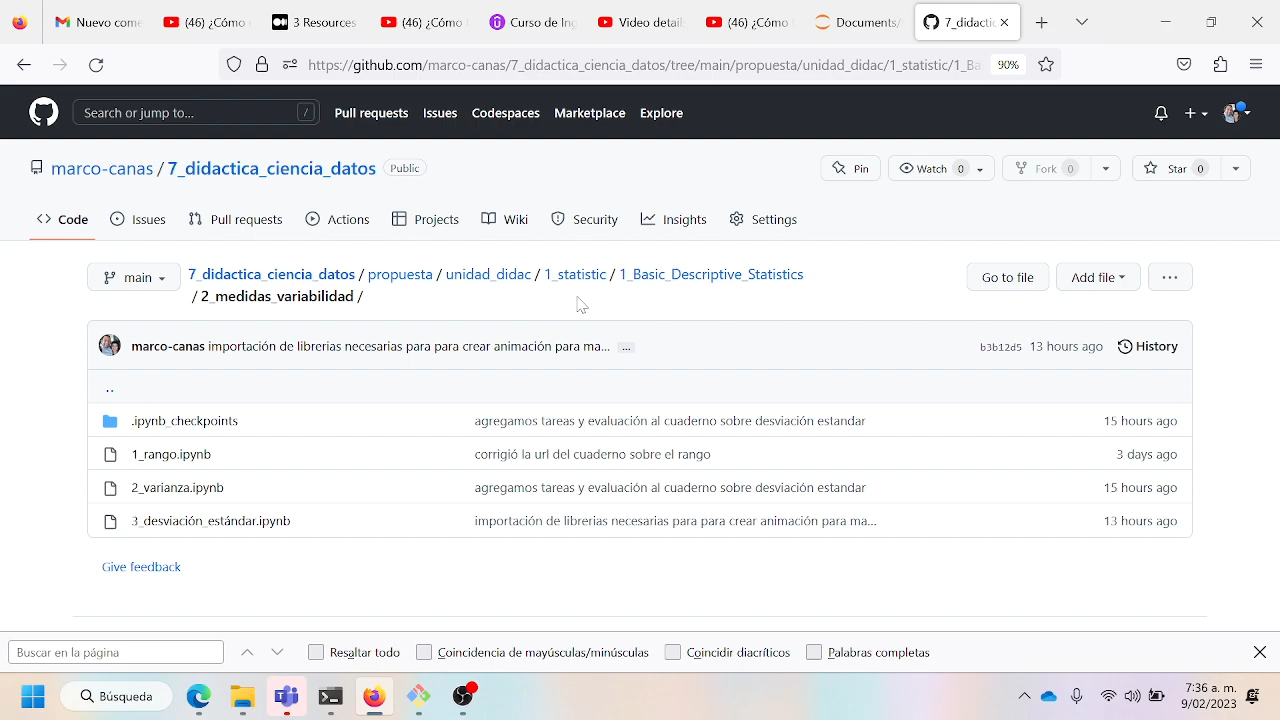 Nuevo come
(46) ¿Cómo
3 Resources
(46) ¿Cómo
Curso de Ing
Video details
(46) ¿Cómo
Documents/
7_didactic
https://github.com/marco-canas/7_didactica_ciencia_datos/tree/main/propuesta/unidad_didac/1_statistic/1_Ba
90%
Search or jump to...
/
Pull requests
Issues
Codespaces
Marketplace
Explore
marco-canas / 7_didactica_ciencia_datos
Public
Pin
Watch 0
Fork 0
Star 0
Code
Issues
Pull requests
Actions
Projects
Wiki
Security
Insights
Settings
main
7_didactica_ciencia_datos / propuesta / unidad_didac / 1_statistic / 1_Basic_Descriptive_Statistics
/ 2_medidas_variabilidad /
Go to file
Add file
...
marco-canas importación de librerias necesarias para para crear animación para ma... ...
b3b12d5 13 hours ago
History
..
.ipynb_checkpoints
agregamos tareas y evaluación al cuaderno sobre desviación estandar
15 hours ago
1_rango.ipynb
corrigió la url del cuaderno sobre el rango
3 days ago
2_varianza.ipynb
agregamos tareas y evaluación al cuaderno sobre desviación estandar
15 hours ago
3_desviación_estándar.ipynb
importación de librerias necesarias para para crear animación para ma...
13 hours ago
Give feedback
Buscar en la página
Resaltar todo
Coincidencia de mayúsculas/minúsculas
Coincidir diacríticos
Palabras completas
Búsqueda
7:36 a. m.
9/02/2023